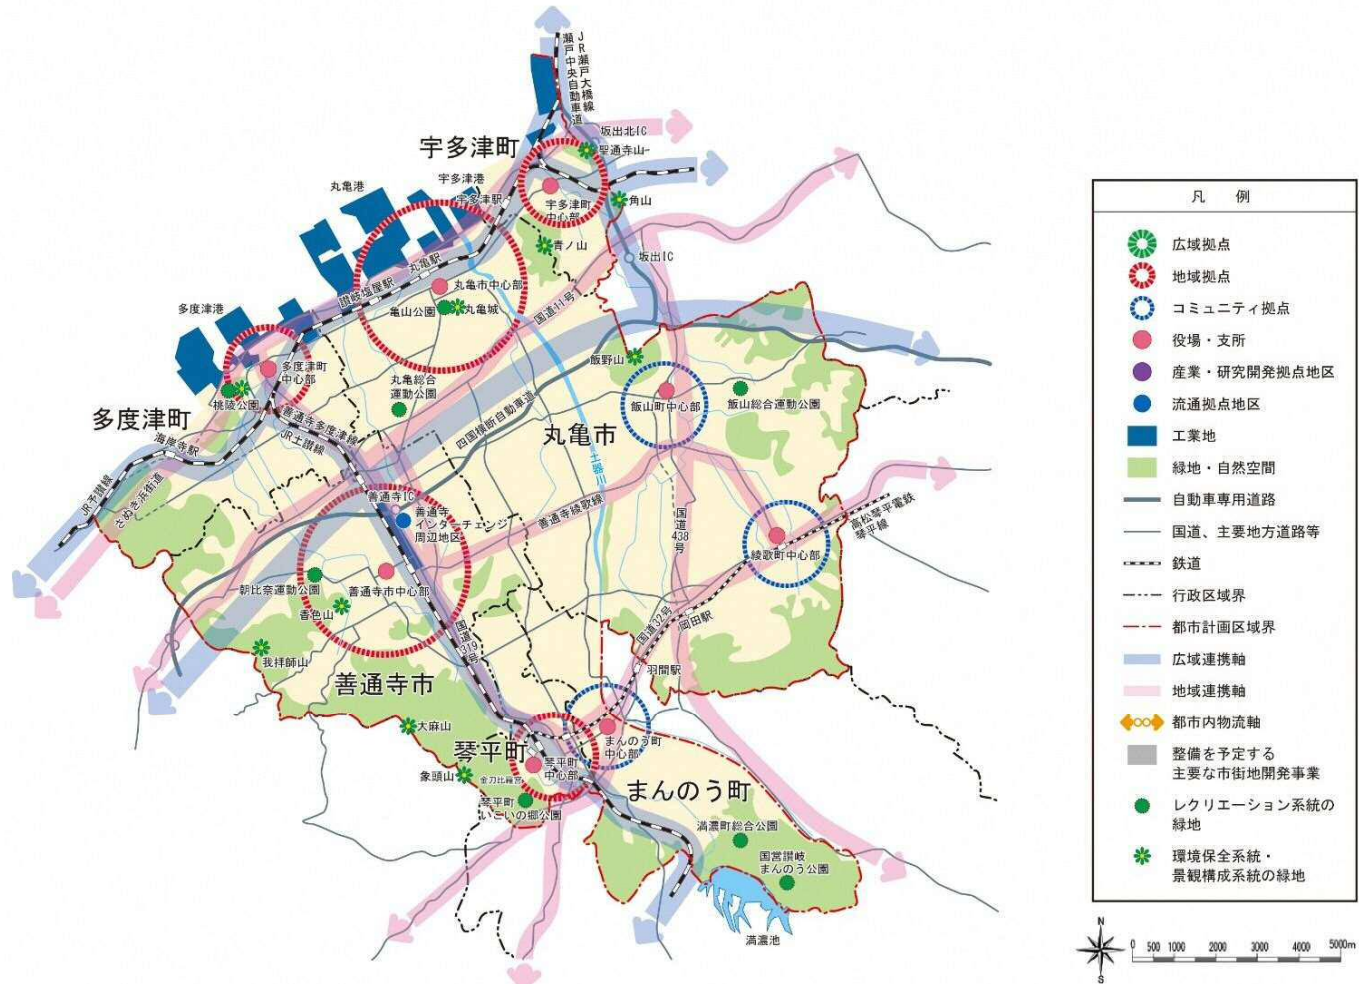 JR瀬戸大橋線
瀬戸中央自動車道
坂出北IC
聖通寺山
宇多津町
宇多津港
宇多津駅
丸亀港
宇多津町
中心部
角山
青ノ山
坂出IC
丸亀駅
讃岐塩屋駅
丸亀市中心部
亀山公園
丸亀城
国道11号
多度津港
多度津町
中心部
桃陵公園
丸亀総合
運動公園
飯野山
飯山町中心部
飯山総合運動公園
多度津町
海岸寺駅
善通寺多度津線
JR土讃線
四国横断自動車道
丸亀市
土器川
JR予讃線
さぬき浜街道
善通寺IC
善通寺
インターチェンジ
周辺地区
善通寺綾歌線
国道438号
高松琴平電鉄
琴平線
綾歌町中心部
朝比奈運動公園
善通寺市中心部
香色山
国道319号
国道32号
岡田駅
羽間駅
我拝師山
善通寺市
大麻山
琴平町
まんのう町
中心部
琴平町
中心部
象頭山
金刀比羅宮
琴平町
いこいの郷公園
まんのう町
満濃町総合公園
国営讃岐
まんのう公園
満濃池
凡 例
広域拠点
地域拠点
コミュニティ拠点
役場・支所
産業・研究開発拠点地区
流通拠点地区
工業地
緑地・自然空間
自動車専用道路
国道、主要地方道路等
鉄道
行政区域界
都市計画区域界
広域連携軸
地域連携軸
都市内物流軸
整備を予定する
主要な市街地開発事業
レクリエーション系統の
緑地
環境保全系統・
景観構成系統の緑地
N
S
0 500 1000 2000 3000 4000 5000m